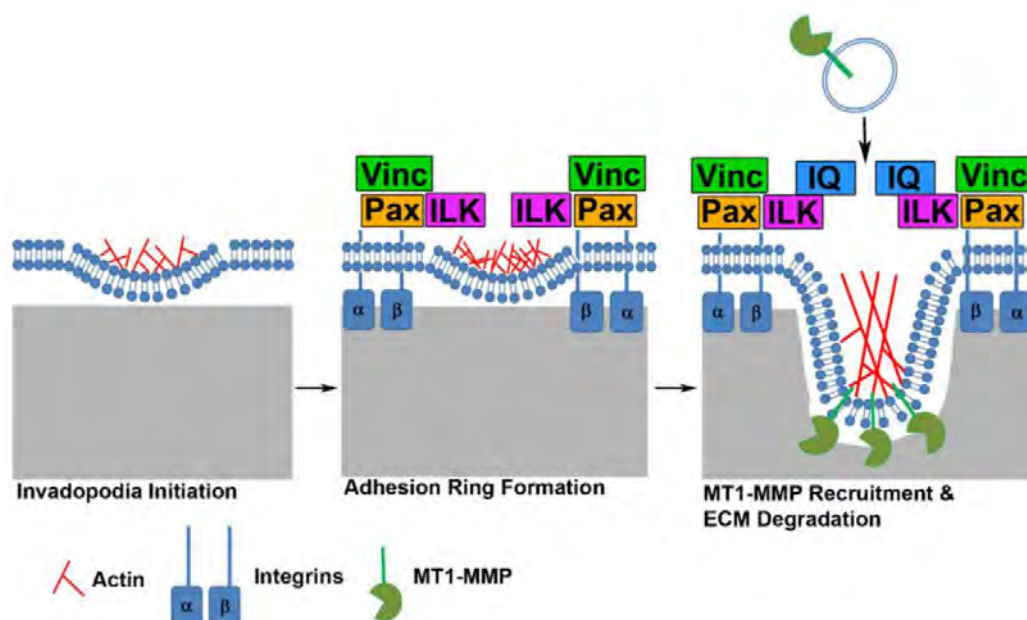 Vinc
Vinc
Pax
ILK
ILK
Pax
α
β
β
α
Vinc
IQ
IQ
Vinc
Pax
ILK
ILK
Pax
α
β
β
α
Invadopodia Initiation
Adhesion Ring Formation
MT1-MMP Recruitment &
ECM Degradation
Actin
α
β
Integrins
MT1-MMP